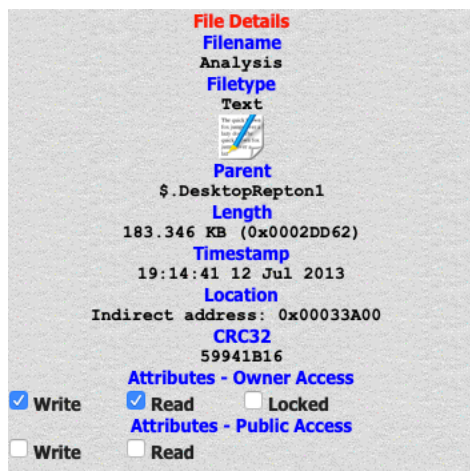 File Details
Filename
Analysis
Filetype
Text
Parent
$.DesktopRepton1
Length
183.346 KB (0x0002DD62)
Timestamp
19:14:41 12 Jul 2013
Location
Indirect address: 0x00033A00
CRC32
59941B16
Attributes - Owner Access
Write Read Locked
Attributes - Public Access
Write Read